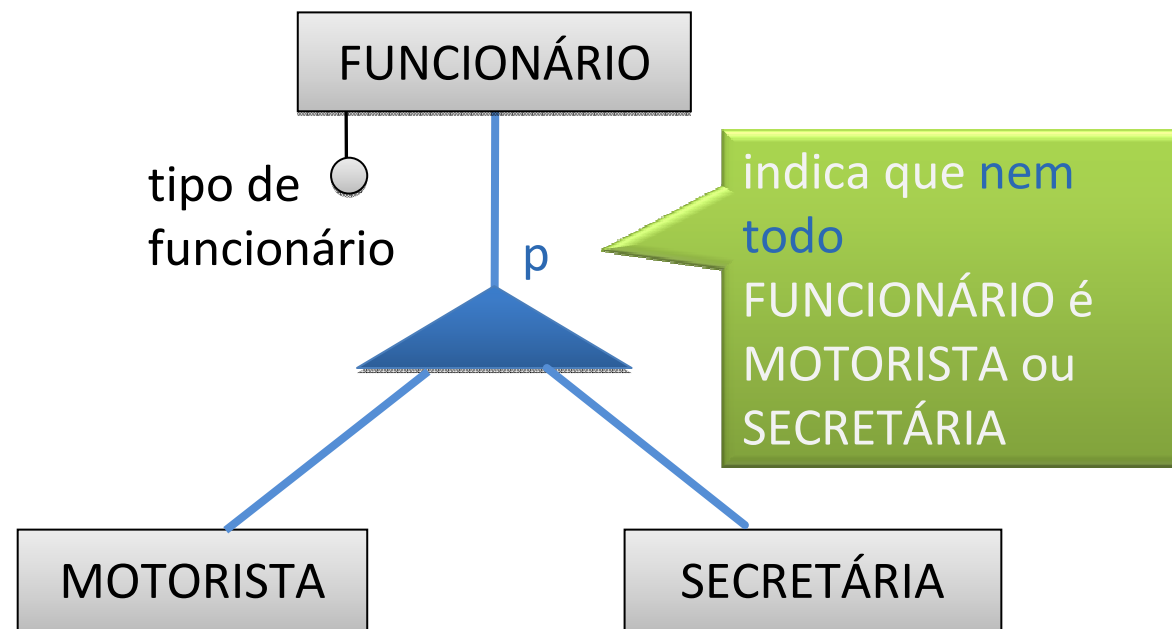 FUNCIONÁRIO
tipo de
funcionário
p
indica que nem
todo
FUNCIONÁRIO é
MOTORISTA ou
SECRETÁRIA
MOTORISTA
SECRETÁRIA